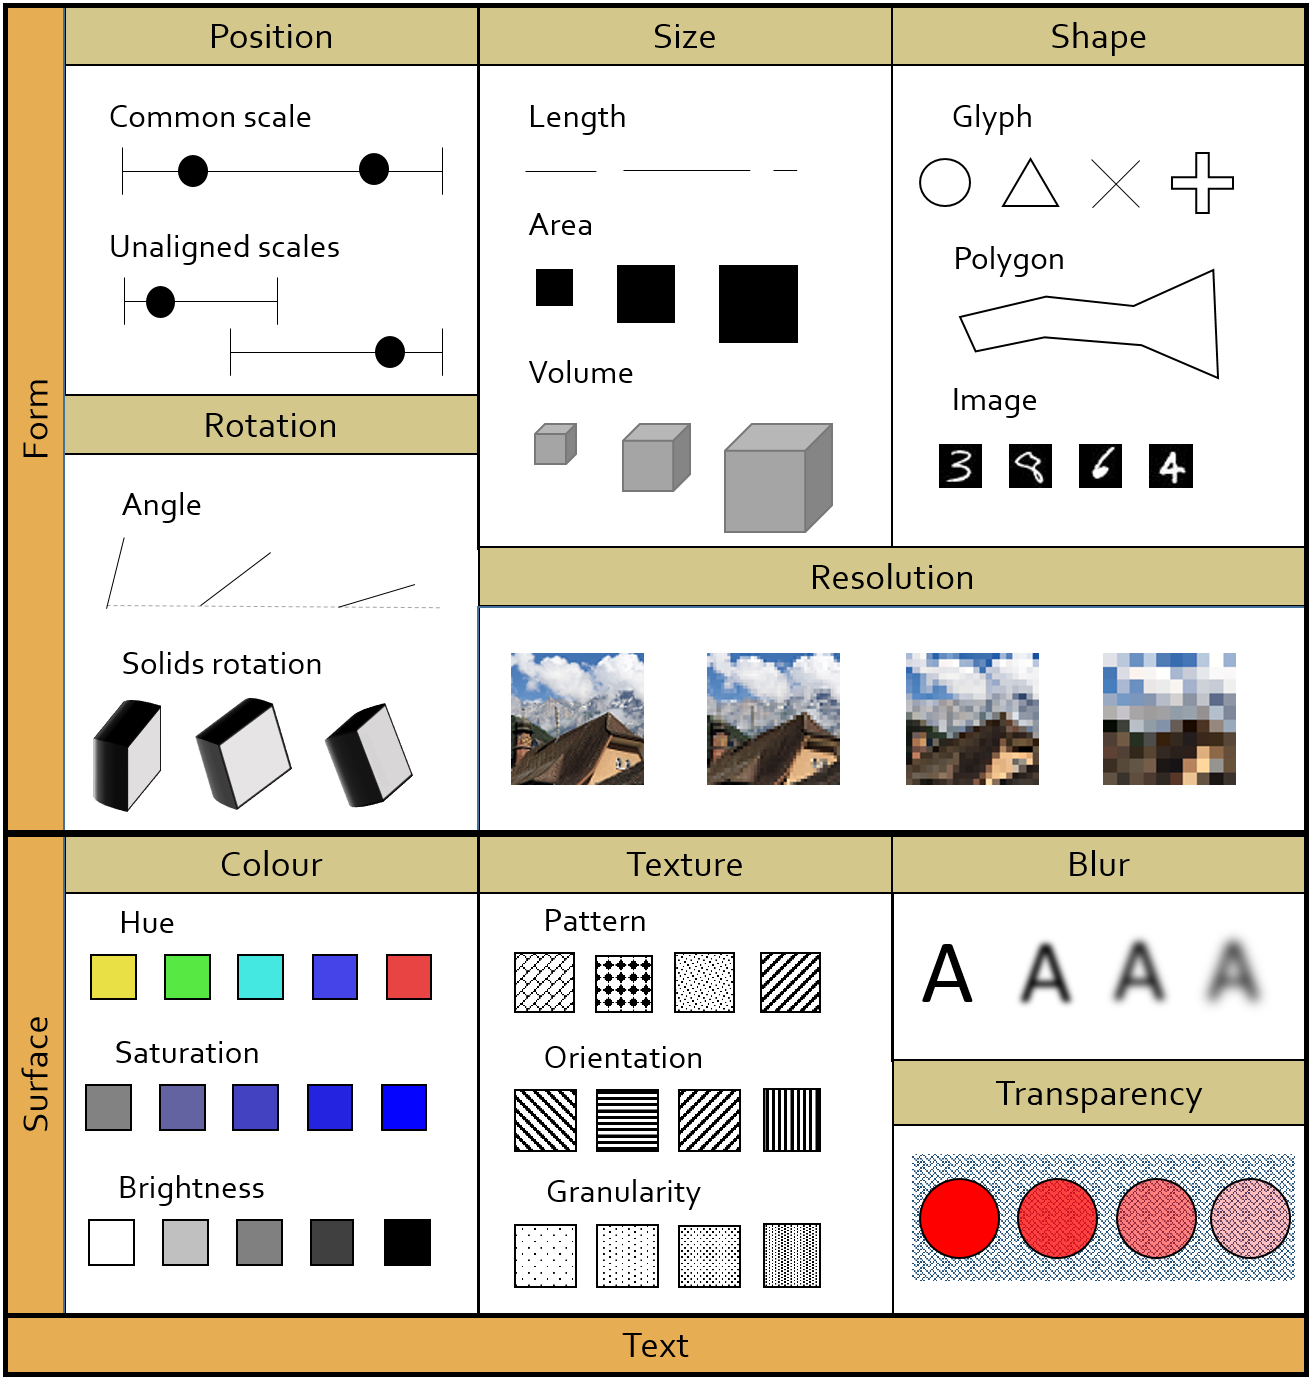 Form
Position
Common scale
Unaligned scales
Rotation
Angle
Solids rotation
Size
Length
Area
Volume
Shape
Glyph
Polygon
Image
3 8 6 4
Resolution
Surface
Colour
Hue
Saturation
Brightness
Texture
Pattern
Orientation
Granularity
Blur
A A A A
Transparency
Text